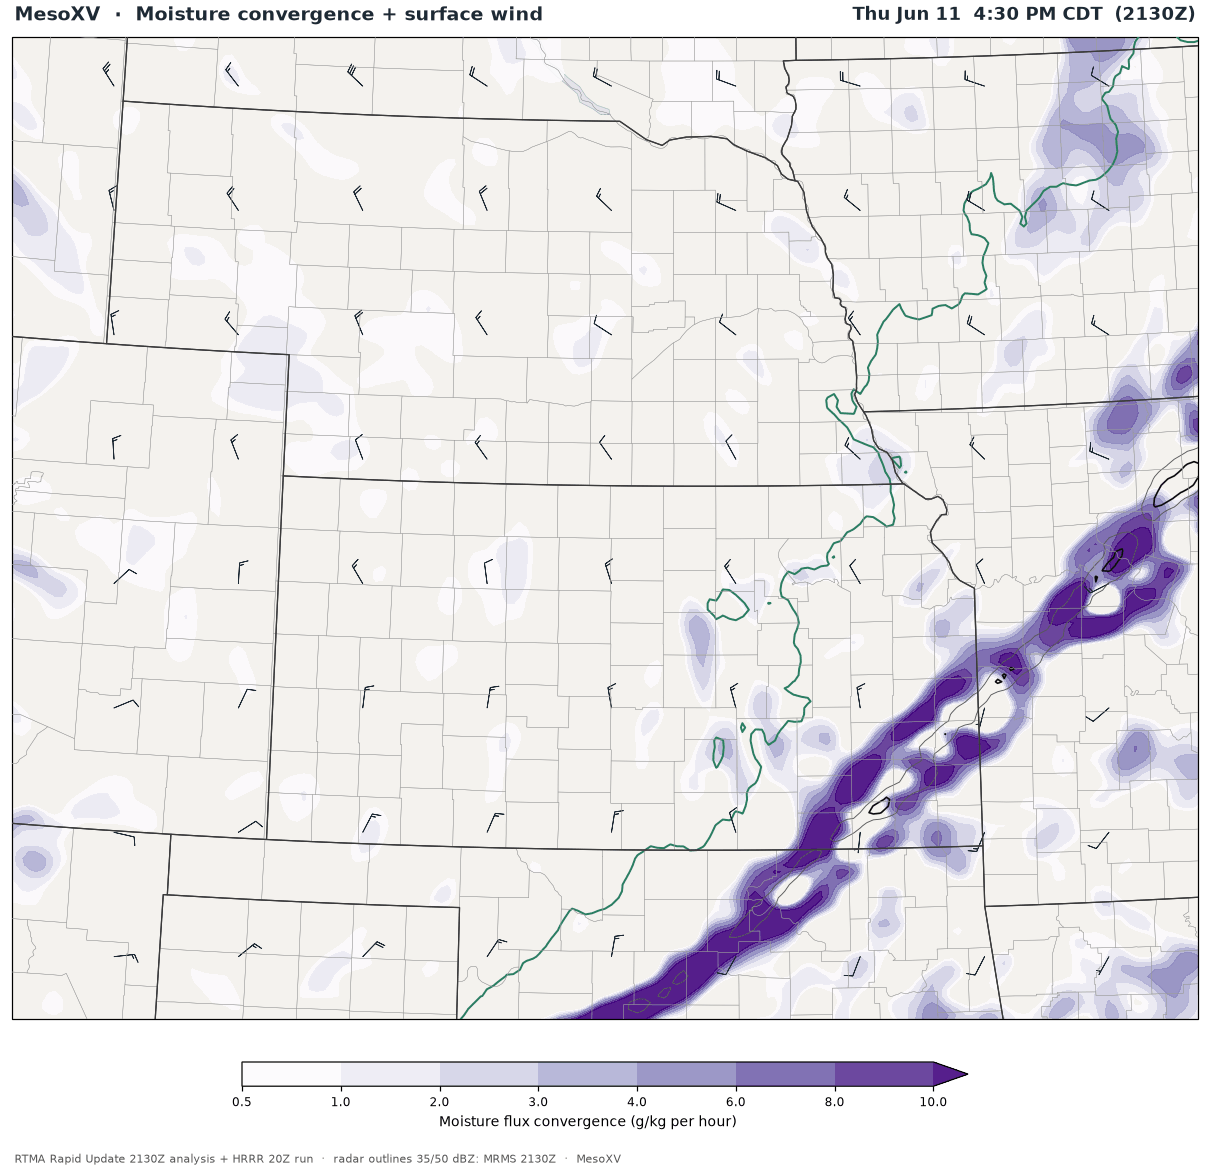 MesoXV · Moisture convergence + surface wind
Thu Jun 11 4:30 PM CDT (2130Z)
0.5 1.0 2.0 3.0 4.0 6.0 8.0 10.0
Moisture flux convergence (g/kg per hour)
RTMA Rapid Update 2130Z analysis + HRRR 20Z run · radar outlines 35/50 dBZ: MRMS 2130Z · MesoXV